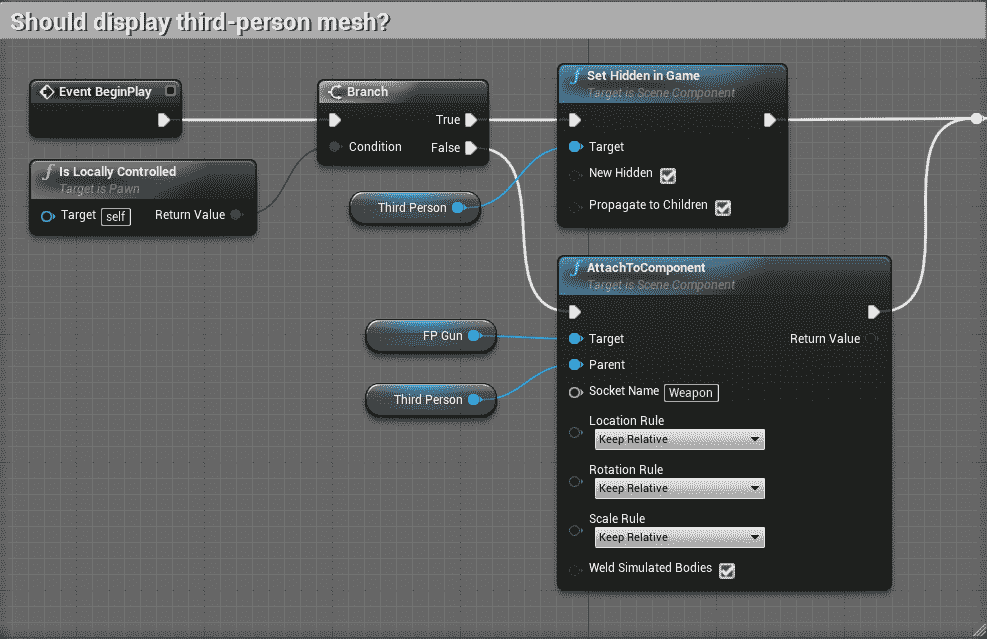 Should display third-person mesh?
Event BeginPlay
Is Locally Controlled
Target is Pawn
Target self Return Value
Branch
True
Condition False
Third Person
Set Hidden in Game
Target is Scene Component
Target
New Hidden
Propagate to Children
FP Gun
Third Person
AttachToComponent
Target is Scene Component
Target Return Value
Parent
Socket Name Weapon
Location Rule
Keep Relative
Rotation Rule
Keep Relative
Scale Rule
Keep Relative
Weld Simulated Bodies